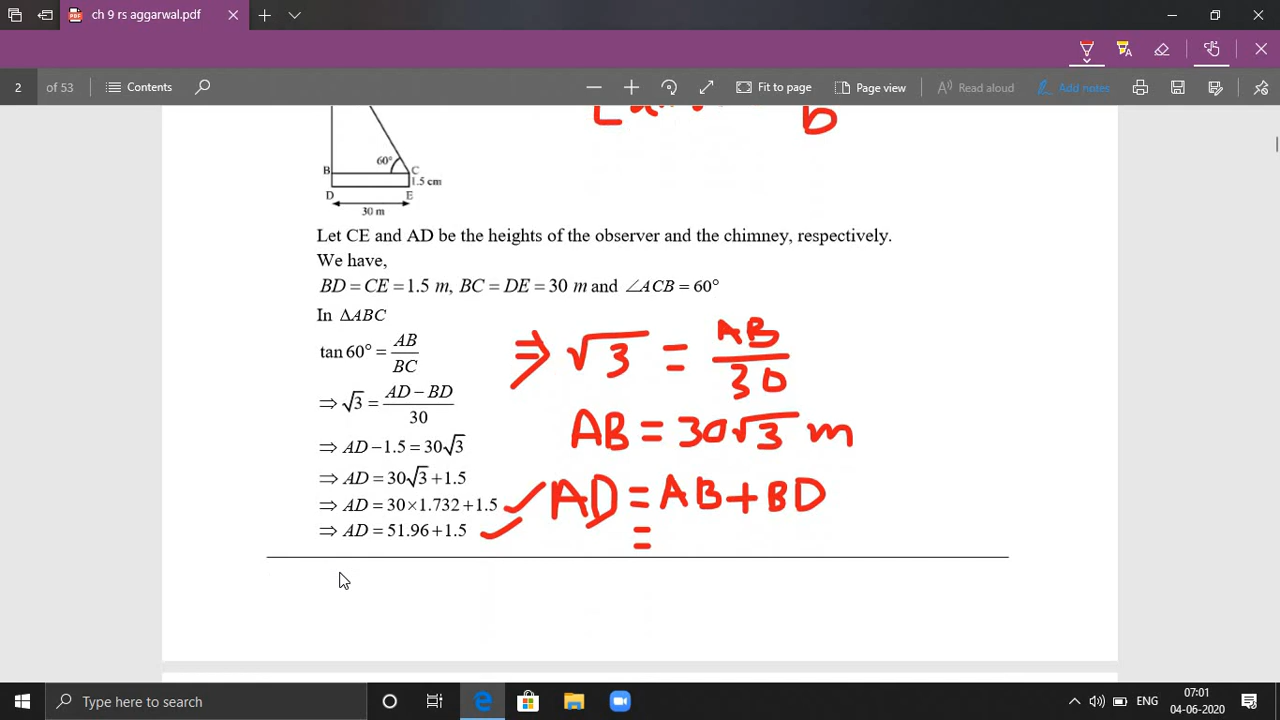 ch 9 rs aggarwal.pdf
2 of 53 Contents Fit to page Page view Read aloud Add notes
b
60°
B C
1.5 cm
D E
30 m
Let CE and AD be the heights of the observer and the chimney, respectively.
We have,
BD = CE = 1.5 m, BC = DE = 30 m and ∠ACB = 60°
In ΔABC
tan 60° = AB/BC
⇒ √3 = (AD − BD)/30
⇒ AD − 1.5 = 30√3
⇒ AD = 30√3 + 1.5
⇒ AD = 30×1.732 + 1.5
⇒ AD = 51.96 + 1.5
⇒ √3 = AB/30
AB = 30√3 m
AD = AB + BD
=
Type here to search
ENG
07:01
04-06-2020